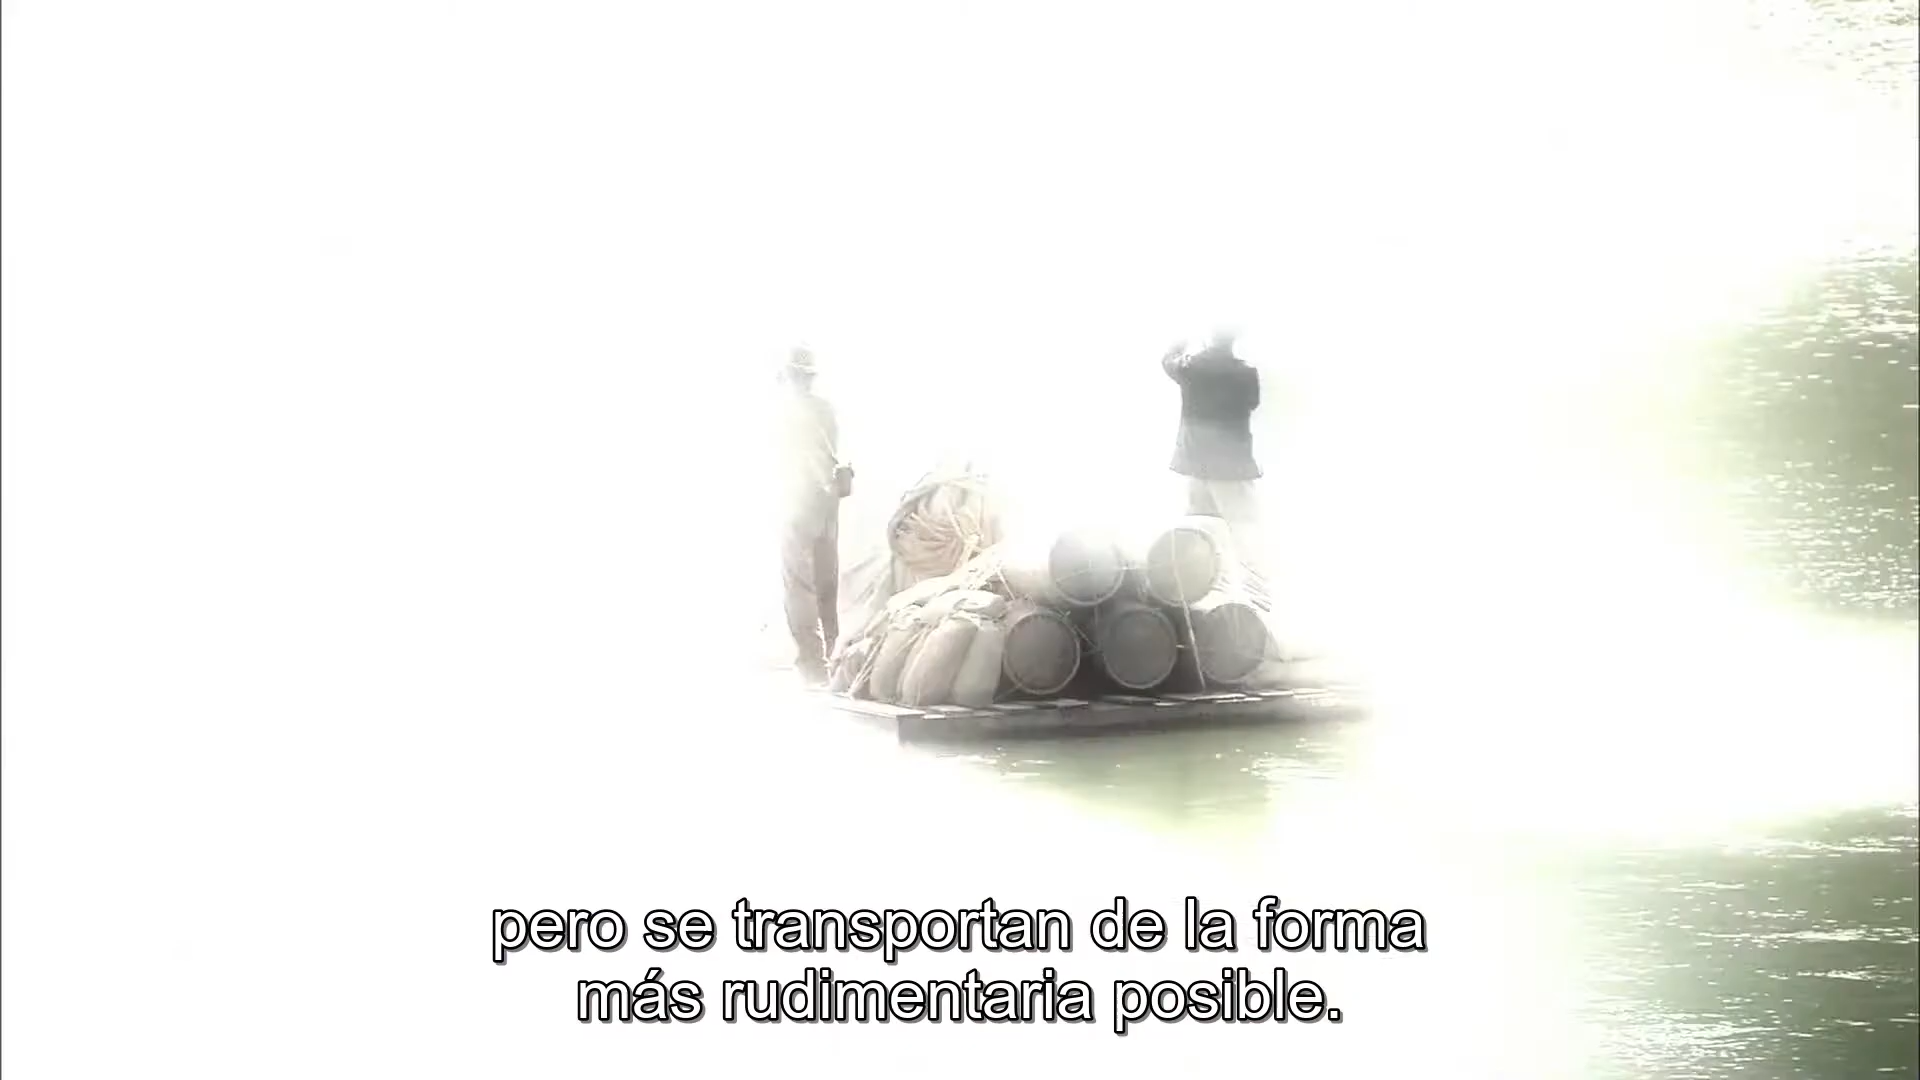 pero se transportan de la forma
más rudimentaria posible.